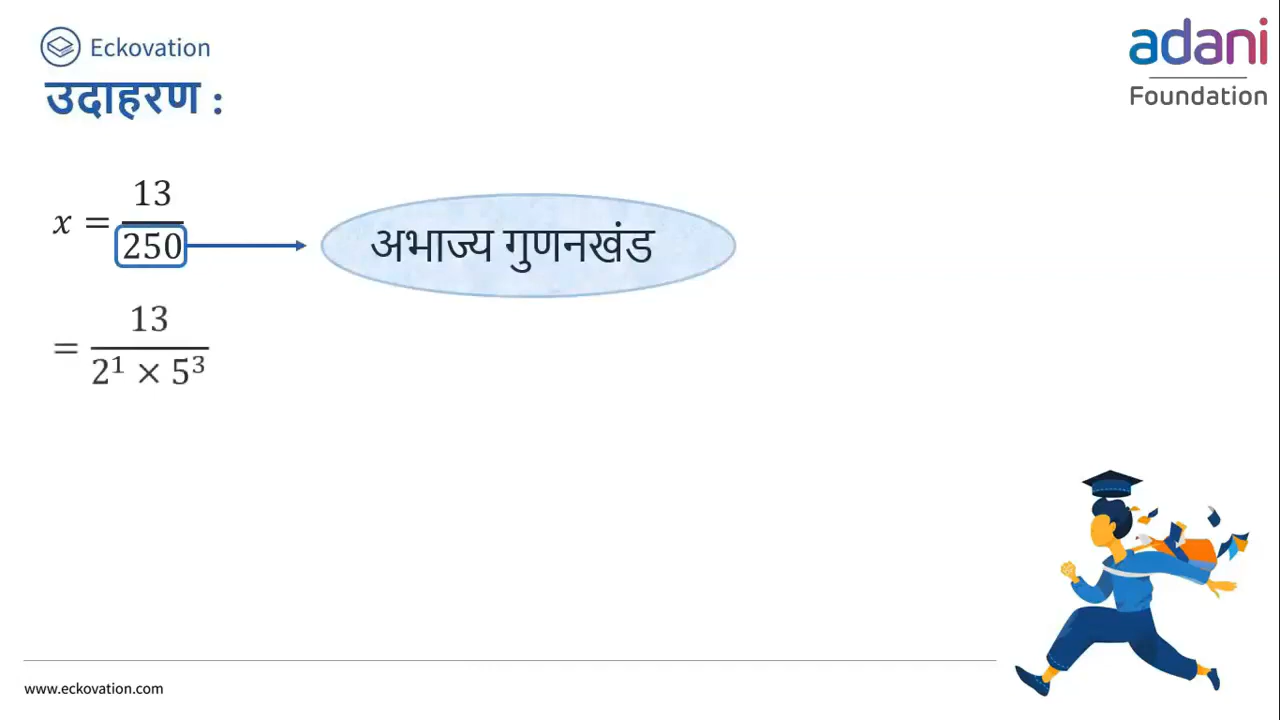 Eckovation
adani
Foundation
उदाहरण :
x = 13/250
अभाज्य गुणनखंड
= 13/(2¹ × 5³)
www.eckovation.com